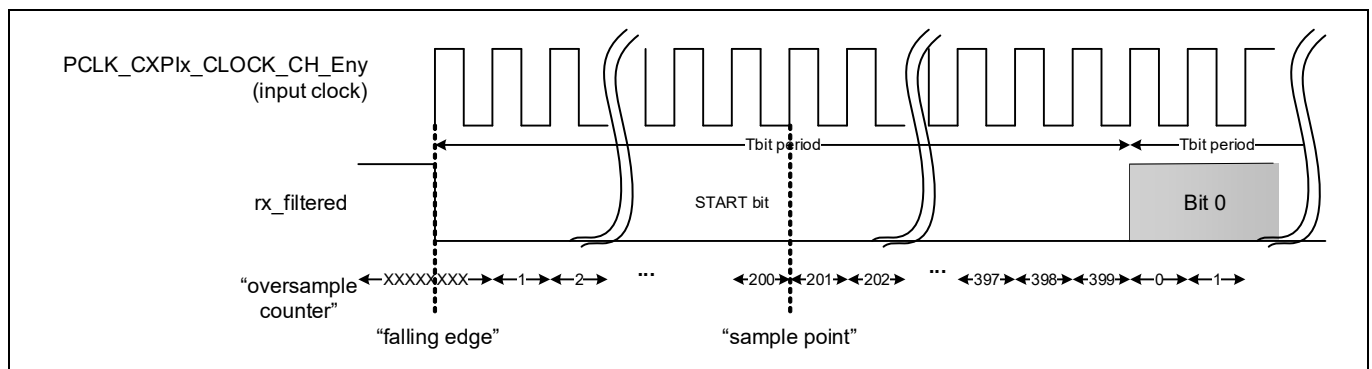 PCLK_CXPIx_CLOCK_CH_Eny
(input clock)
Tbit period Tbit period
rx_filtered START bit Bit 0
“oversample
counter” XXXXXXXX 1 2 ... 200 201 202 ... 397 398 399 0 1
“falling edge” “sample point”